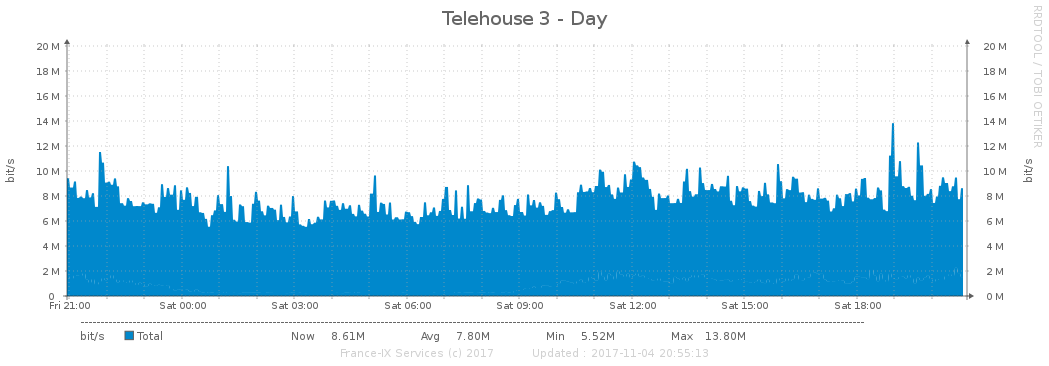 Telehouse 3 - Day
RRDTOOL / TOBI OETIKER
20 M 20 M
18 M 18 M
16 M 16 M
14 M 14 M
12 M 12 M
10 M 10 M
8 M 8 M
6 M 6 M
4 M 4 M
2 M 2 M
0 0 M
bit/s bit/s
Fri 21:00 Sat 00:00 Sat 03:00 Sat 06:00 Sat 09:00 Sat 12:00 Sat 15:00 Sat 18:00
bit/s Total Now 8.61M Avg 7.80M Min 5.52M Max 13.80M
France-IX Services (c) 2017 Updated : 2017-11-04 20:55:13